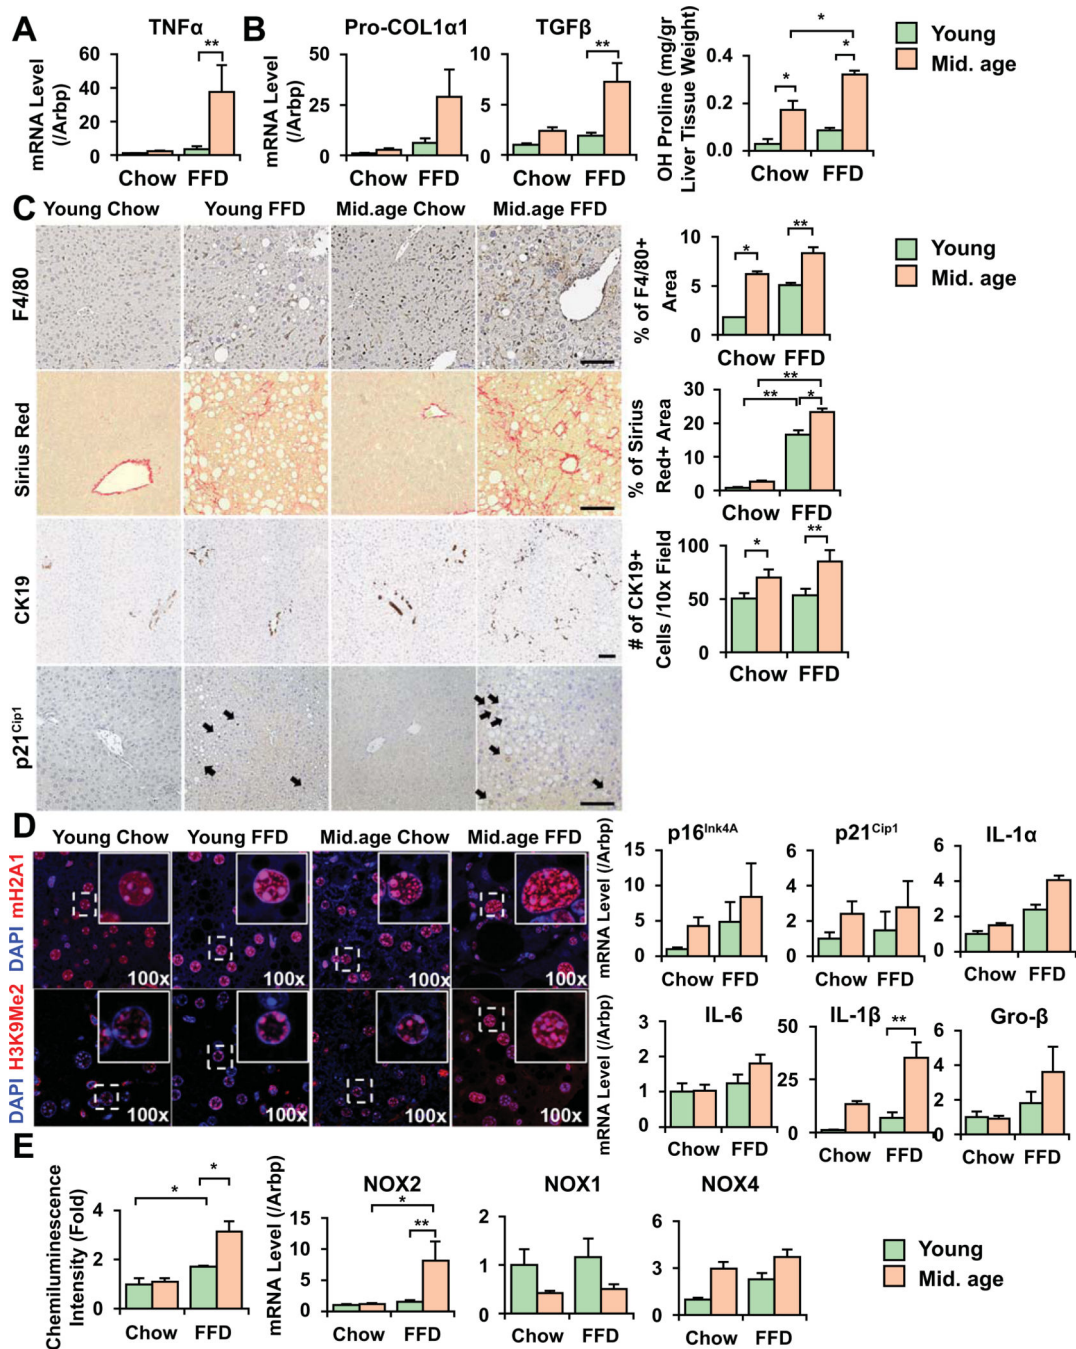 A
TNFα
mRNA Level
(/Arbp)
60
40
20
0
**
Chow FFD
B
Pro-COL1α1
mRNA Level
(/Arbp)
50
25
0
Chow FFD
TGFβ
10
5
0
**
Chow FFD
OH Proline (mg/gr
Liver Tissue Weight)
0.4
0.2
0.0
*
*
*
Chow FFD
Young
Mid. age
C
Young Chow Young FFD Mid.age Chow Mid.age FFD
F4/80
% of F4/80+
Area
10
5
0
*
**
Chow FFD
Young
Mid. age
Sirius Red
% of Sirius
Red+ Area
30
20
10
0
**
**
*
Chow FFD
CK19
# of CK19+
Cells /10x Field
100
50
0
*
**
Chow FFD
p21Cip1
D
Young Chow Young FFD Mid.age Chow Mid.age FFD
DAPI mH2A1
100x 100x 100x 100x
DAPI H3K9Me2
100x 100x 100x 100x
p16Ink4A
mRNA Level (/Arbp)
15
10
5
0
Chow FFD
p21Cip1
6
4
2
0
Chow FFD
IL-1α
6
4
2
0
Chow FFD
IL-6
mRNA Level (/Arbp)
3
2
1
0
Chow FFD
IL-1β
50
25
0
**
Chow FFD
Gro-β
6
4
2
0
Chow FFD
E
Chemiluminescence
Intensity (Fold)
4
2
0
*
*
Chow FFD
NOX2
mRNA Level (/Arbp)
15
10
5
0
*
**
Chow FFD
NOX1
2
1
0
Chow FFD
NOX4
6
3
0
Chow FFD
Young
Mid. age